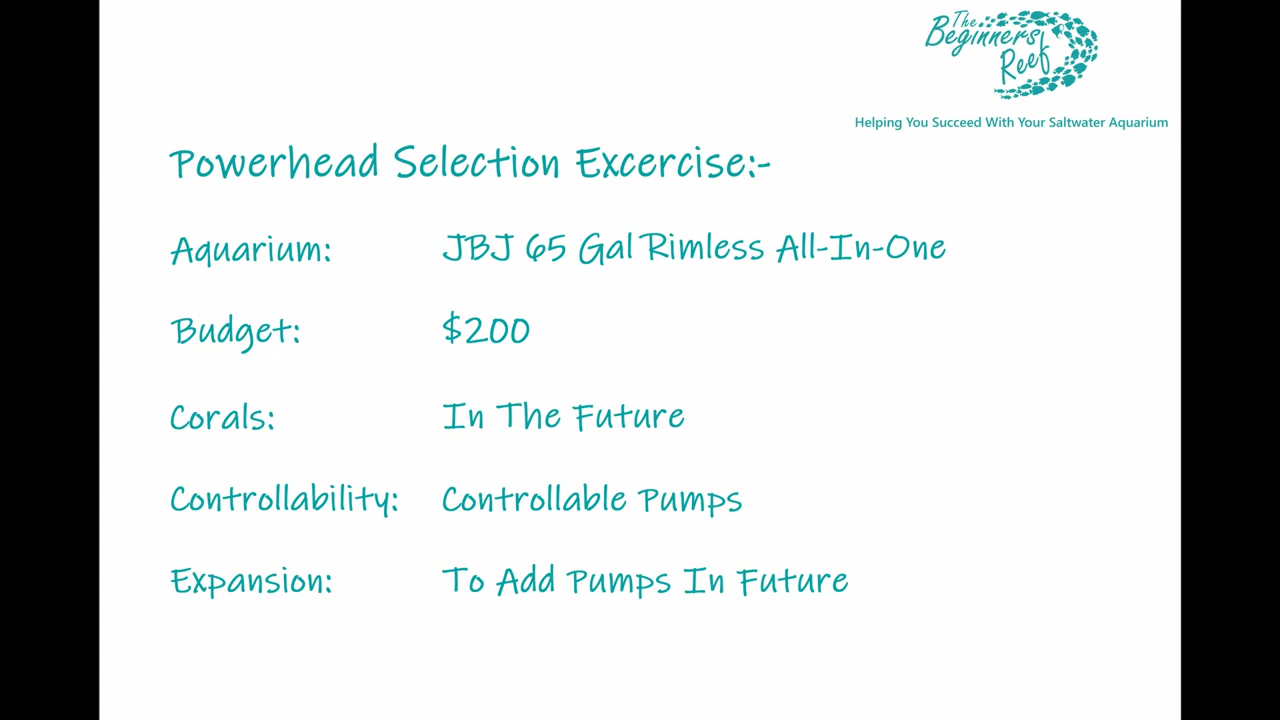 The
Beginners
Reef
Helping You Succeed With Your Saltwater Aquarium
Powerhead Selection Excercise:-
Aquarium: JBJ 65 Gal Rimless All-In-One
Budget: $200
Corals: In The Future
Controllability: Controllable Pumps
Expansion: To Add Pumps In Future